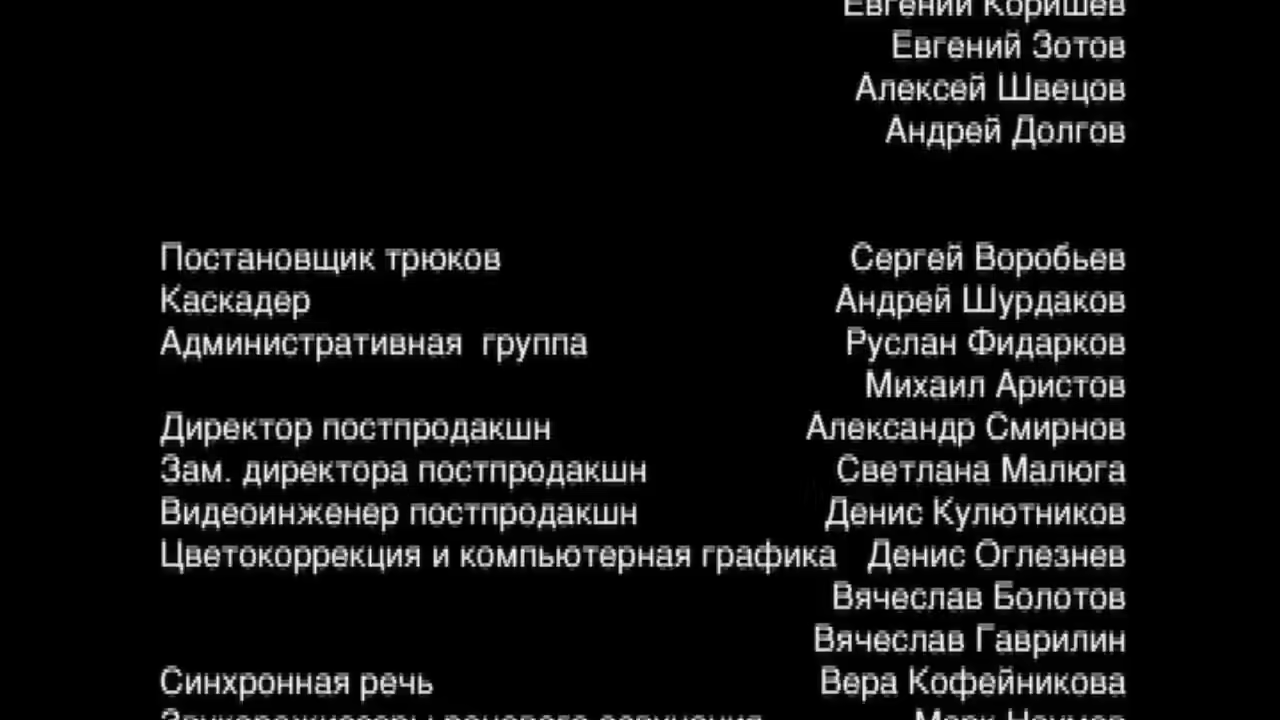 Евгений Коришев
Евгений Зотов
Алексей Швецов
Андрей Долгов
Постановщик трюков Сергей Воробьев
Каскадер Андрей Шурдаков
Административная группа Руслан Фидарков
Михаил Аристов
Директор постпродакшн Александр Смирнов
Зам. директора постпродакшн Светлана Малюга
Видеоинженер постпродакшн Денис Кулютников
Цветокоррекция и компьютерная графика Денис Оглезнев
Вячеслав Болотов
Вячеслав Гаврилин
Синхронная речь Вера Кофейникова